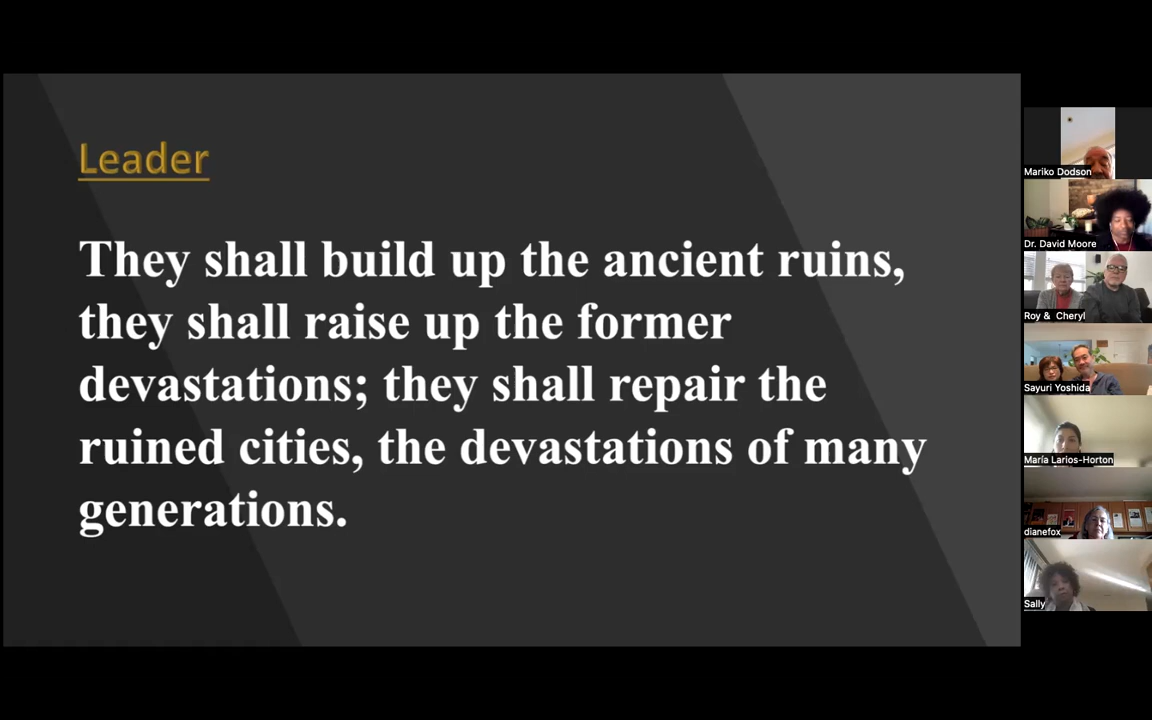 Leader
They shall build up the ancient ruins,
they shall raise up the former
devastations; they shall repair the
ruined cities, the devastations of many
generations.
Mariko Dodson
Dr. David Moore
Roy & Cheryl
Sayuri Yoshida
María Larios-Horton
dianefox
Sally